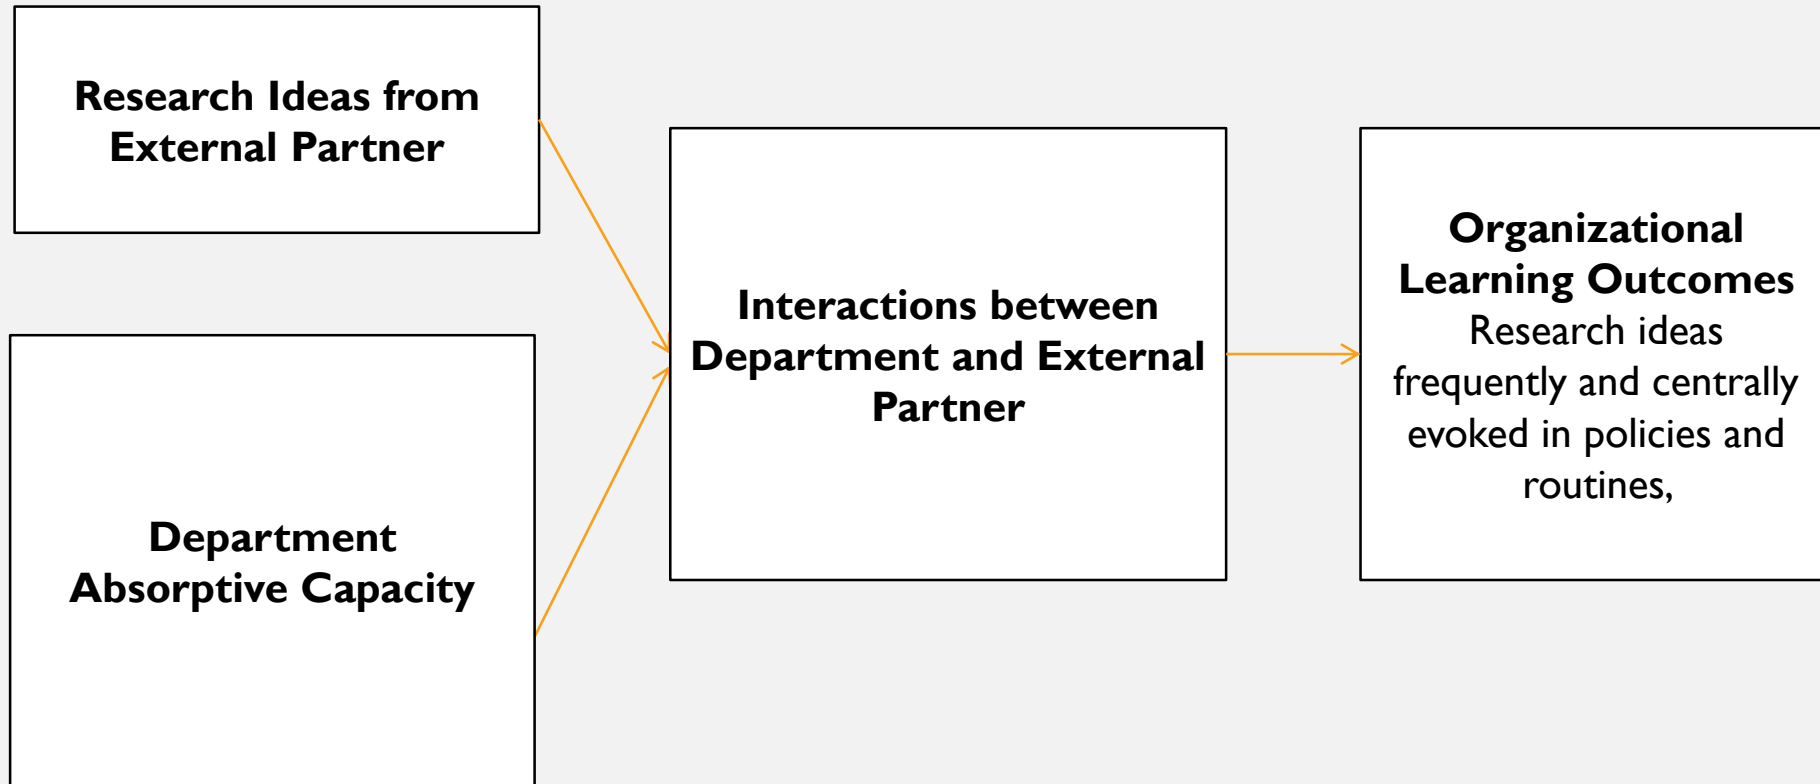 Research Ideas from
External Partner
Department
Absorptive Capacity
Interactions between
Department and External
Partner
Organizational
Learning Outcomes
Research ideas
frequently and centrally
evoked in policies and
routines,